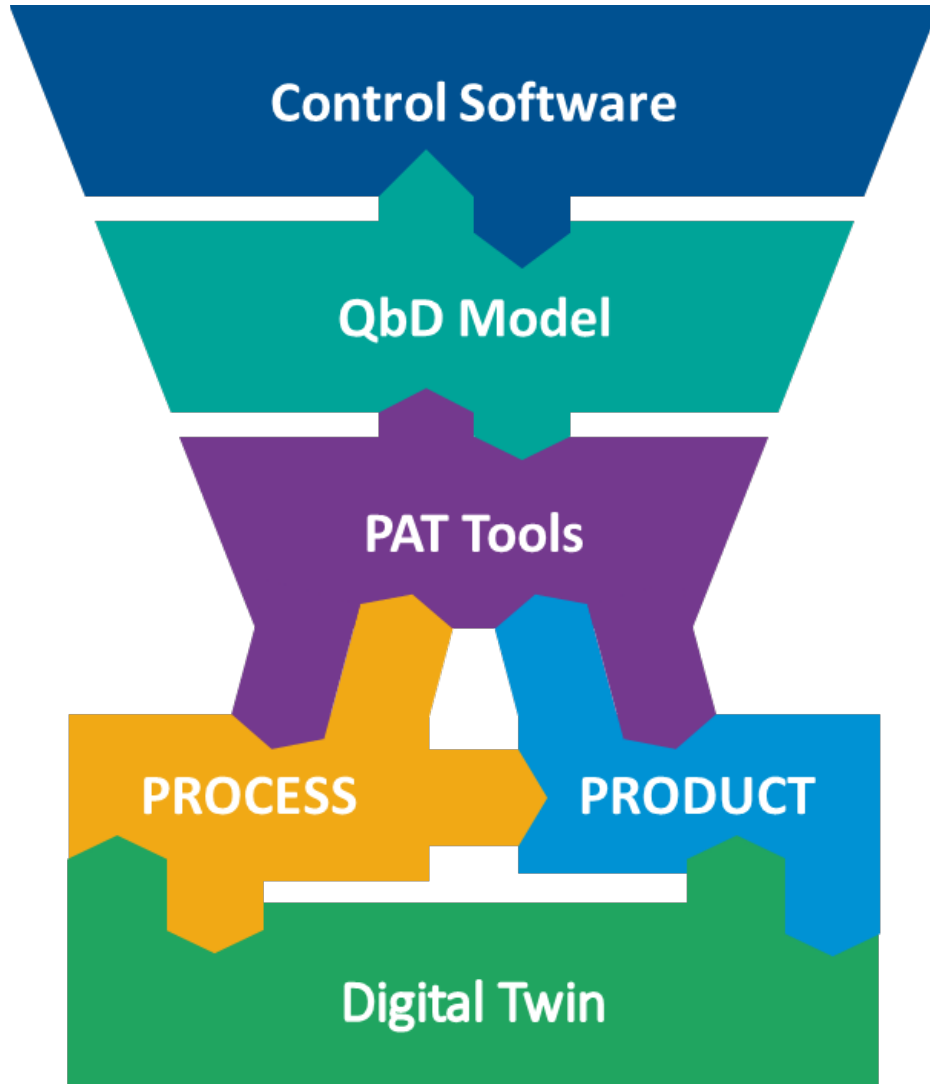 Control Software
QbD Model
PAT Tools
PROCESS
PRODUCT
Digital Twin